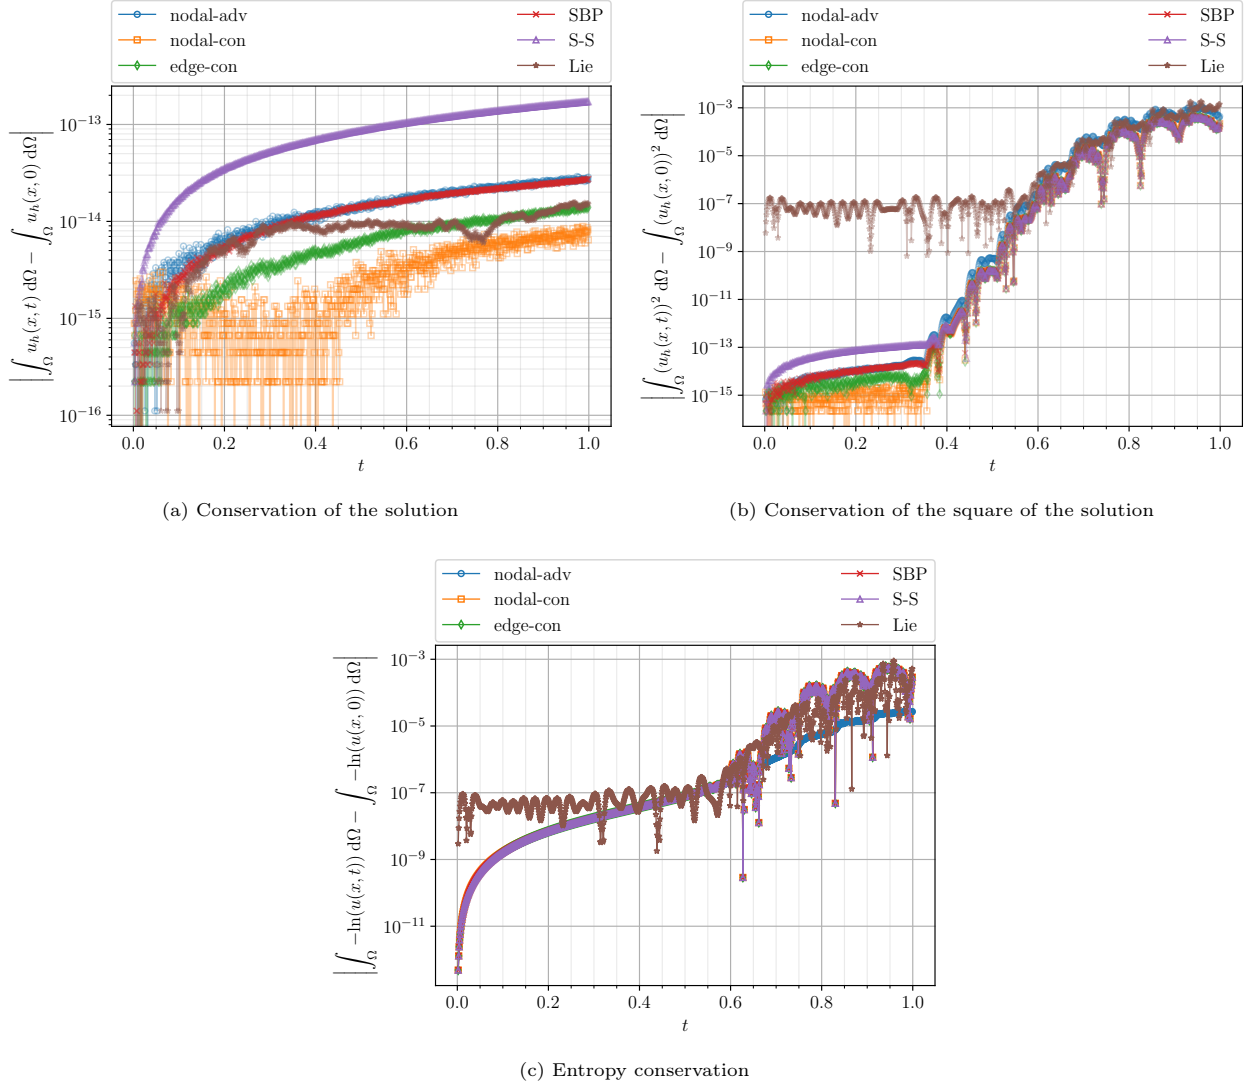 nodal-adv
nodal-con
edge-con
SBP
S-S
Lie
|∫_Ω u_h(x, t) dΩ − ∫_Ω u_h(x, 0) dΩ|
10⁻¹³
10⁻¹⁴
10⁻¹⁵
10⁻¹⁶
0.0 0.2 0.4 0.6 0.8 1.0
t
(a) Conservation of the solution
nodal-adv
nodal-con
edge-con
SBP
S-S
Lie
|∫_Ω (u_h(x, t))² dΩ − ∫_Ω (u_h(x, 0))² dΩ|
10⁻³
10⁻⁵
10⁻⁷
10⁻⁹
10⁻¹¹
10⁻¹³
10⁻¹⁵
0.0 0.2 0.4 0.6 0.8 1.0
t
(b) Conservation of the square of the solution
nodal-adv
nodal-con
edge-con
SBP
S-S
Lie
|∫_Ω −ln(u(x, t)) dΩ − ∫_Ω −ln(u(x, 0)) dΩ|
10⁻³
10⁻⁵
10⁻⁷
10⁻⁹
10⁻¹¹
0.0 0.2 0.4 0.6 0.8 1.0
t
(c) Entropy conservation